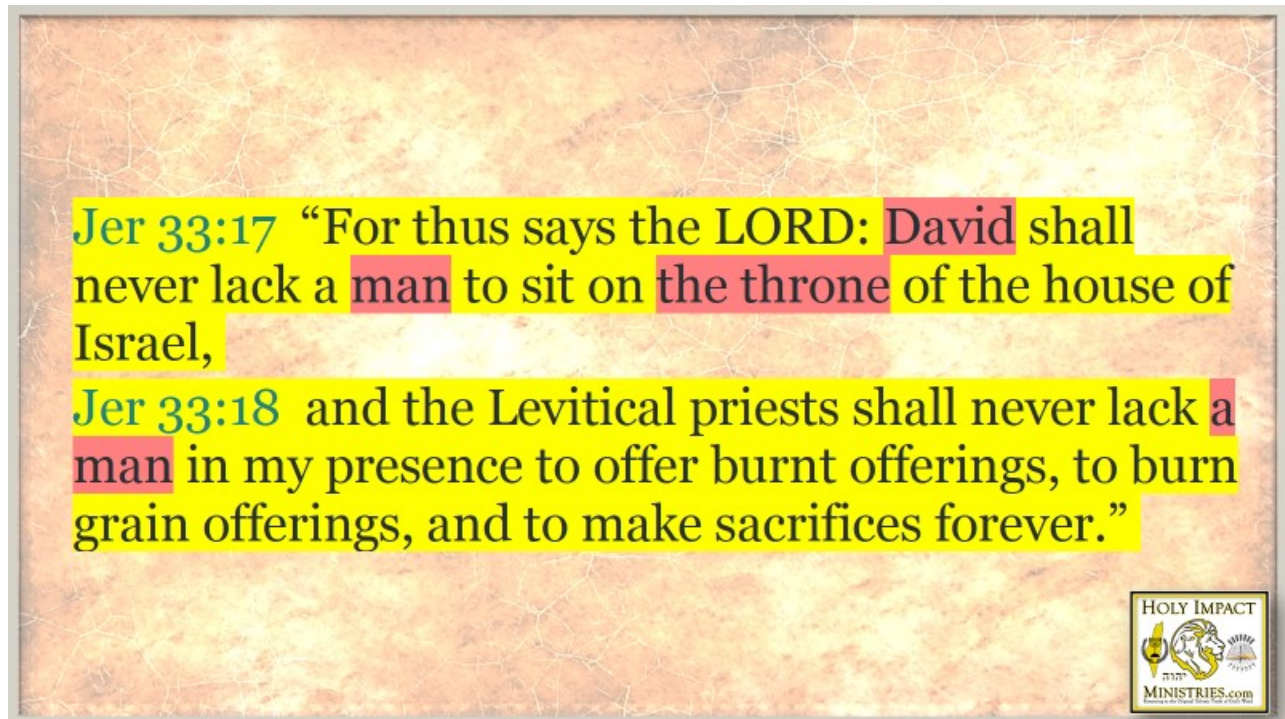 Jer 33:17 “For thus says the LORD: David shall
never lack a man to sit on the throne of the house of
Israel,
Jer 33:18 and the Levitical priests shall never lack a
man in my presence to offer burnt offerings, to burn
grain offerings, and to make sacrifices forever.”
HOLY IMPACT
יהוה
MINISTRIES.com